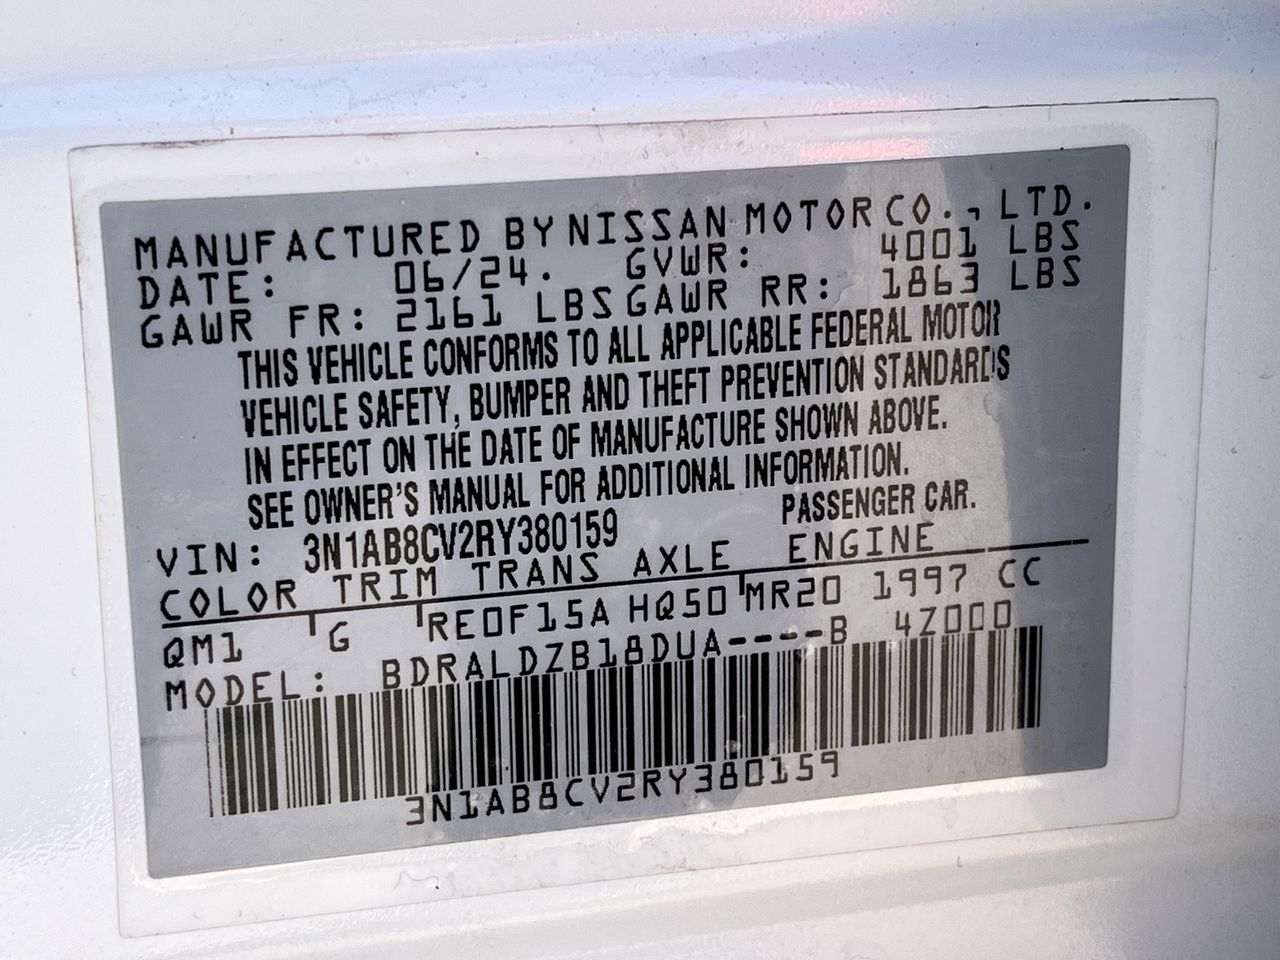 MANUFACTURED BY NISSAN MOTOR CO., LTD.
DATE: 06/24. GVWR: 4001 LBS
GAWR FR: 2161 LBS GAWR RR: 1863 LBS
THIS VEHICLE CONFORMS TO ALL APPLICABLE FEDERAL MOTOR
VEHICLE SAFETY, BUMPER AND THEFT PREVENTION STANDARDS
IN EFFECT ON THE DATE OF MANUFACTURE SHOWN ABOVE.
SEE OWNER'S MANUAL FOR ADDITIONAL INFORMATION.
VIN: 3N1AB8CV2RY380159 PASSENGER CAR.
COLOR TRIM TRANS AXLE ENGINE
QM1 G RE0F15A HQ50 MR20 1997 CC
MODEL: BDRALDZB18DUA----B 4Z000
3N1AB8CV2RY380159